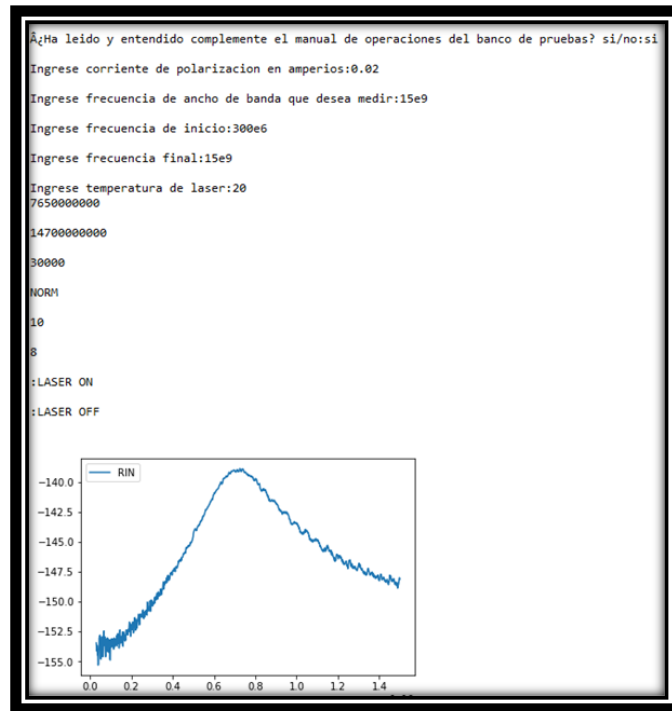 Â¿Ha leido y entendido complemente el manual de operaciones del banco de pruebas? si/no:si
Ingrese corriente de polarizacion en amperios:0.02
Ingrese frecuencia de ancho de banda que desea medir:15e9
Ingrese frecuencia de inicio:300e6
Ingrese frecuencia final:15e9
Ingrese temperatura de laser:20
7650000000
14700000000
30000
NORM
10
8
:LASER ON
:LASER OFF
RIN
−140.0
−142.5
−145.0
−147.5
−150.0
−152.5
−155.0
0.0 0.2 0.4 0.6 0.8 1.0 1.2 1.4